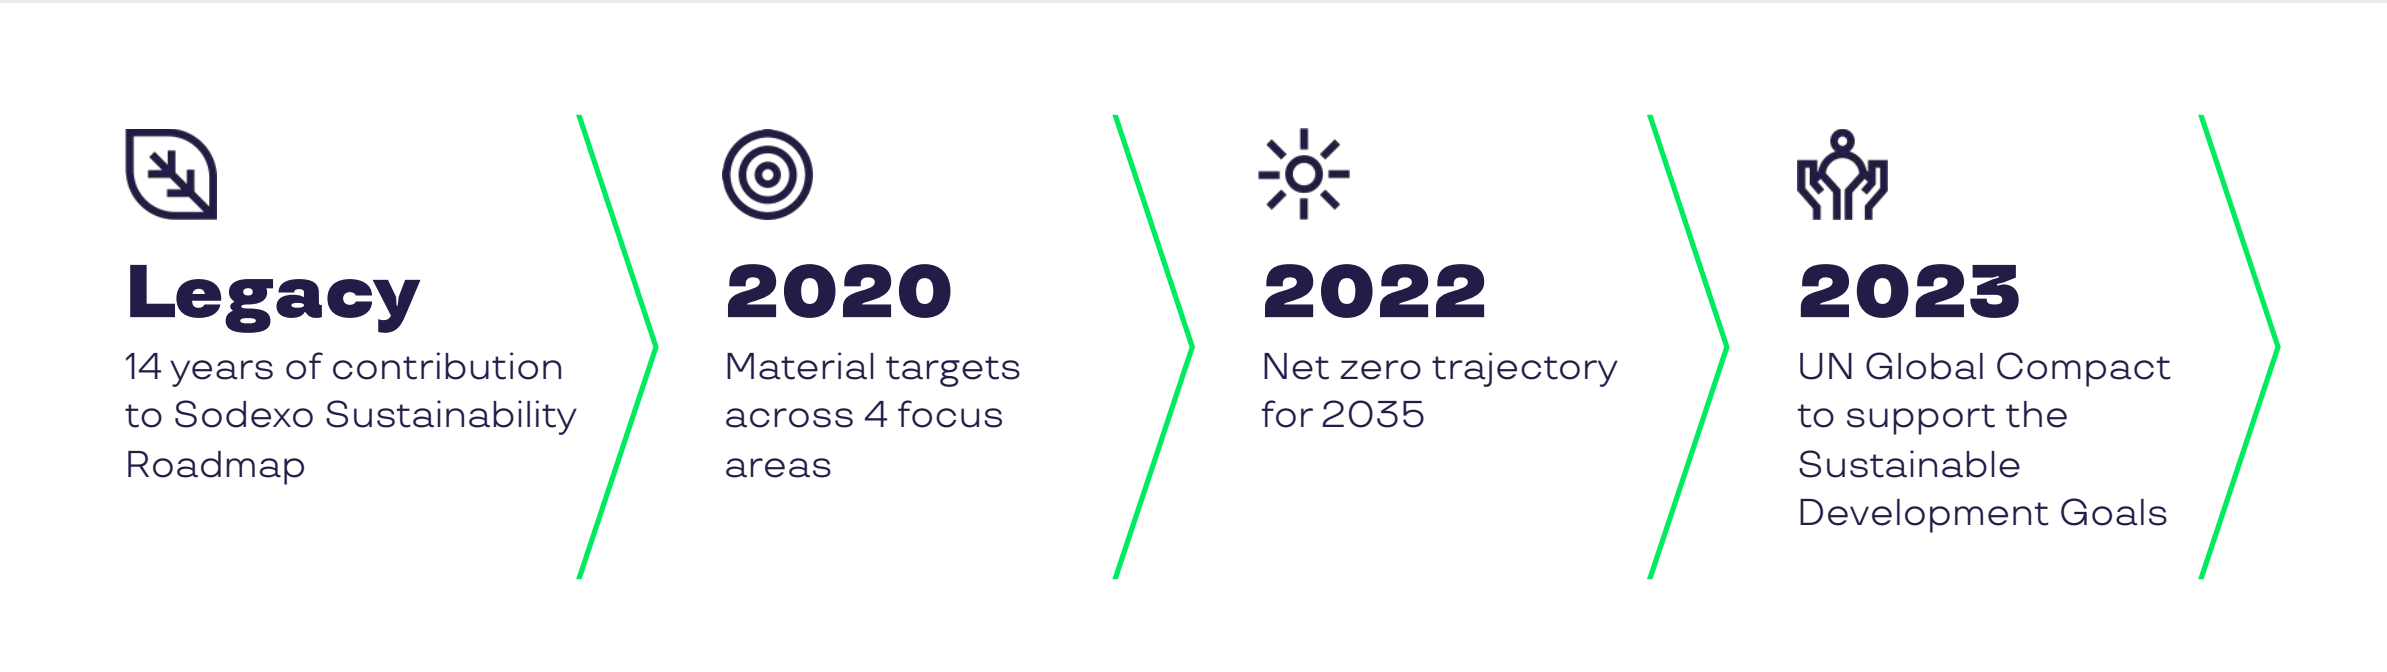 Legacy
14 years of contribution
to Sodexo Sustainability
Roadmap
2020
Material targets
across 4 focus
areas
2022
Net zero trajectory
for 2035
2023
UN Global Compact
to support the
Sustainable
Development Goals